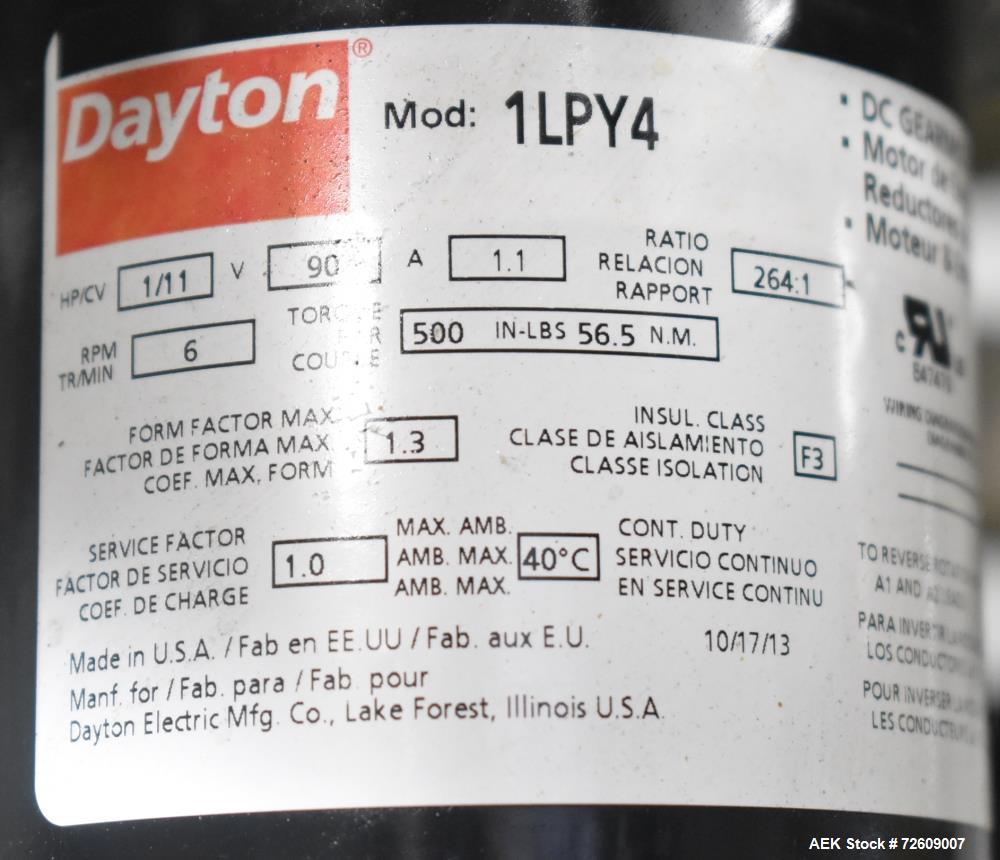 Dayton®
Mod: 1LPY4
DC
Motor de
Reductores
Moteur
HP/CV 1/11 V 90 A 1.1
RATIO
RELACION
RAPPORT
264:1
RPM
TR/MIN
6
500 IN-LBS 56.5 N.M.
FORM FACTOR MAX
FACTOR DE FORMA MAX
COEF. MAX. FORM
1.3
INSUL. CLASS
CLASE DE AISLAMIENTO
CLASSE ISOLATION
F3
SERVICE FACTOR
FACTOR DE SERVICIO
COEF. DE CHARGE
1.0
MAX. AMB.
AMB. MAX.
AMB. MAX.
40°C
CONT. DUTY
SERVICIO CONTINUO
EN SERVICE CONTINU
TO REVERSE
A1 AND
PARA INVERTIR
LOS
POUR INVERSER
LES
Made in U.S.A. / Fab en EE.UU / Fab. aux E.U.
10/17/13
Manf. for / Fab. para / Fab pour
Dayton Electric Mfg. Co., Lake Forest, Illinois U.S.A.
AEK Stock # 72609007